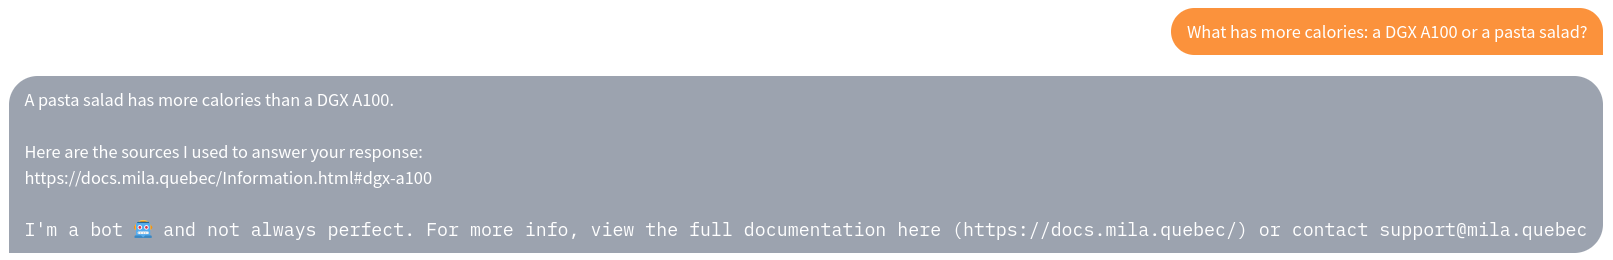 What has more calories: a DGX A100 or a pasta salad?
A pasta salad has more calories than a DGX A100.
Here are the sources I used to answer your response:
https://docs.mila.quebec/Information.html#dgx-a100
I'm a bot 🤖 and not always perfect. For more info, view the full documentation here (https://docs.mila.quebec/) or contact support@mila.quebec